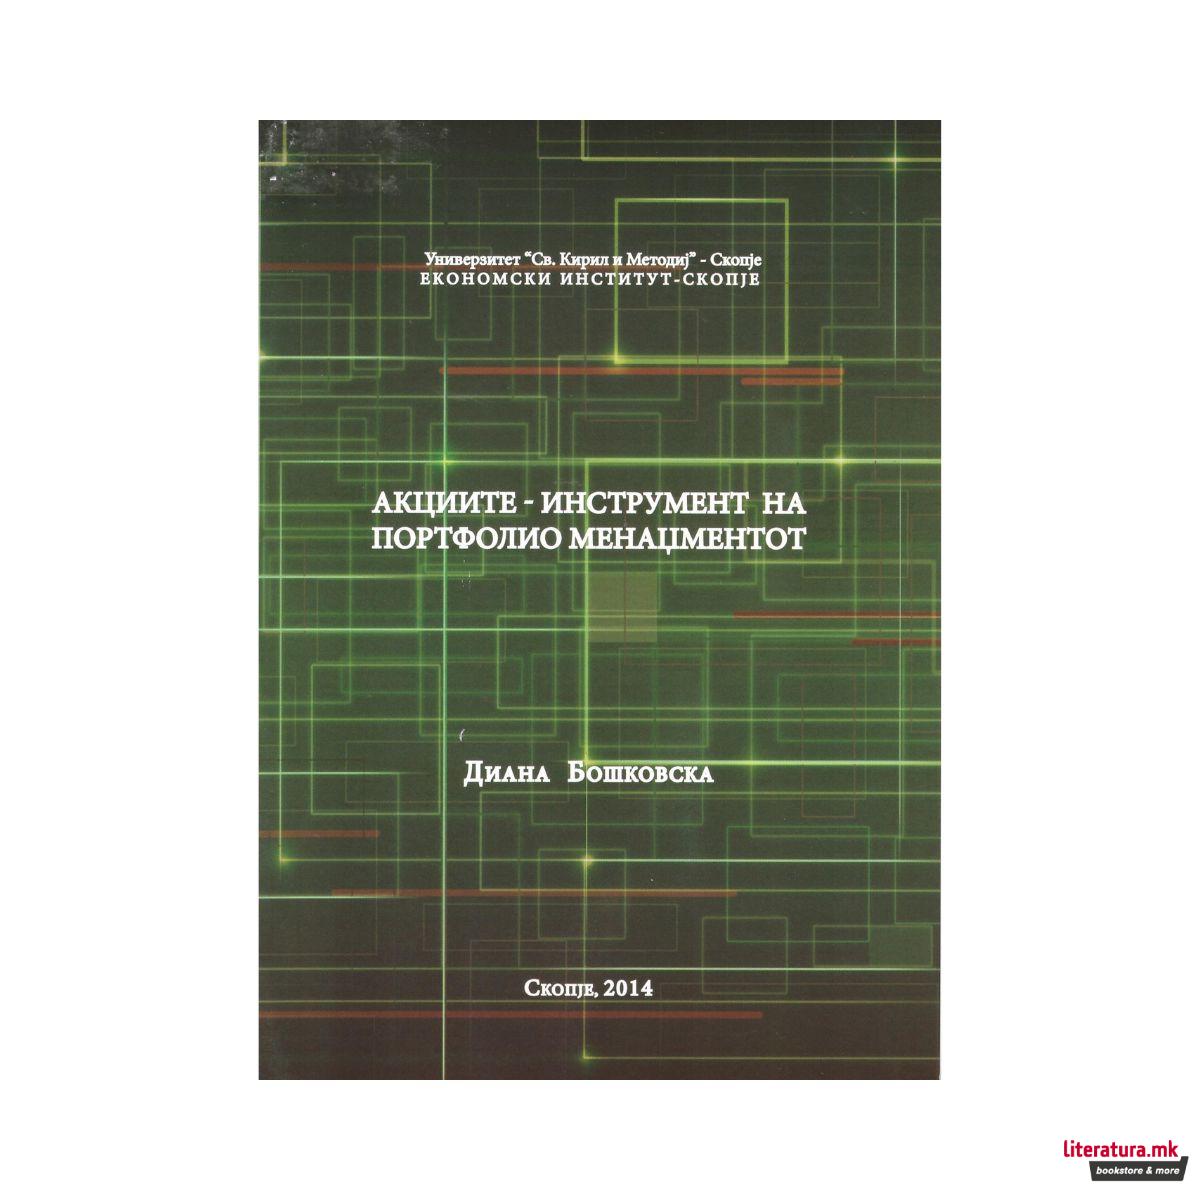 Универзитет “Св. Кирил и Методиј” - Скопје
ЕКОНОМСКИ ИНСТИТУТ-СКОПЈЕ
АКЦИИТЕ - ИНСТРУМЕНТ НА
ПОРТФОЛИО МЕНАЏМЕНТОТ
Диана Бошковска
Скопје, 2014
literatura.mk
bookstore & more